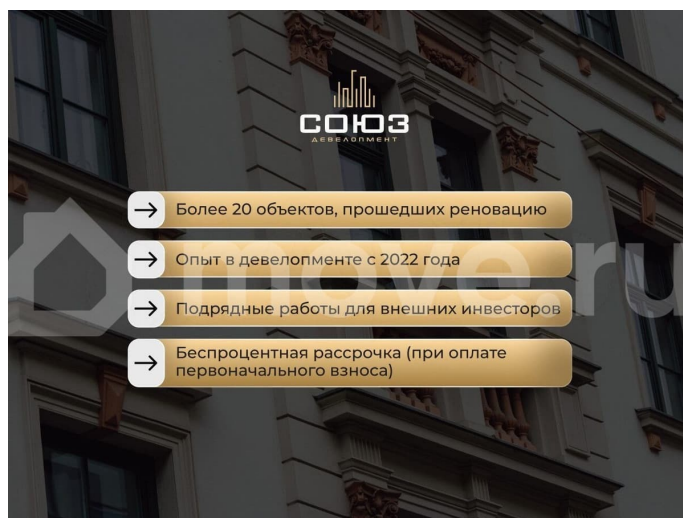 СОЮЗ
ДЕВЕЛОПМЕНТ
Более 20 объектов, прошедших реновацию
Опыт в девелопменте с 2022 года
move.ru
Подрядные работы для внешних инвесторов
Беспроцентная рассрочка (при оплате
первоначального взноса)